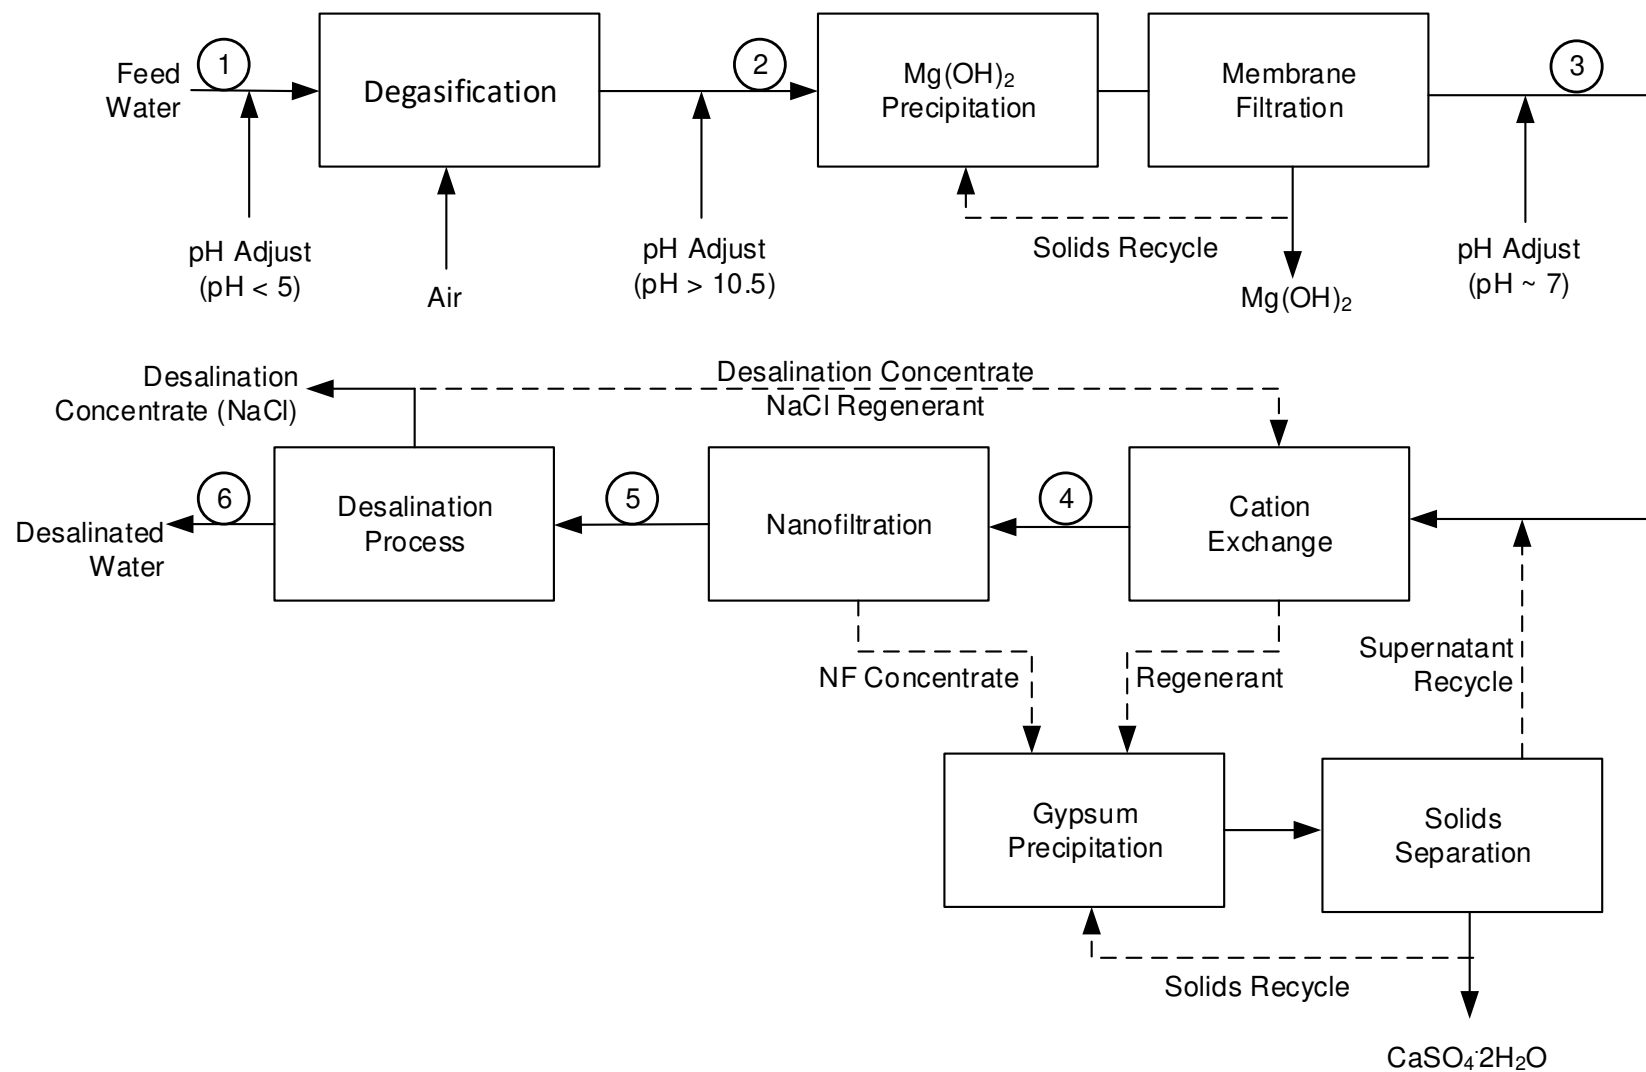 1
2
3
Feed
Water
Degasification
Mg(OH)₂
Precipitation
Membrane
Filtration
pH Adjust
(pH < 5)
Air
pH Adjust
(pH > 10.5)
Solids Recycle
Mg(OH)₂
pH Adjust
(pH ~ 7)
Desalination
Concentrate (NaCl)
Desalination Concentrate
NaCl Regenerant
6
5
4
Desalinated
Water
Desalination
Process
Nanofiltration
Cation
Exchange
NF Concentrate
Regenerant
Supernatant
Recycle
Gypsum
Precipitation
Solids
Separation
Solids Recycle
CaSO₄·2H₂O